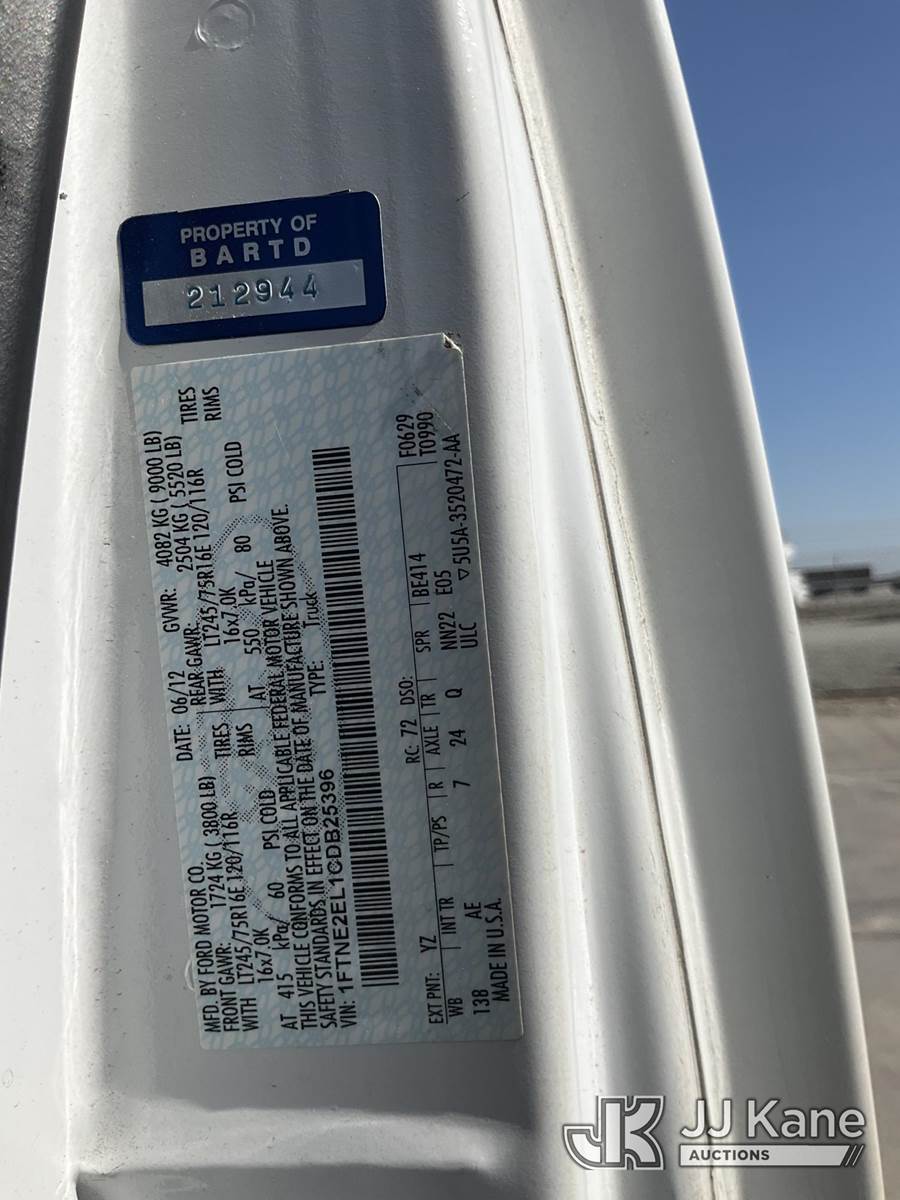 PROPERTY OF
BARTD
212944
MFD. BY FORD MOTOR CO. DATE: 06/12 GVWR: 4082 KG ( 9000 LB)
FRONT GAWR: 1724 KG ( 3800 LB) REAR GAWR: 2504 KG ( 5520 LB)
WITH LT245/75R16E 120/116R TIRES WITH LT245/75R16E 120/116R TIRES
16x7.0K RIMS 16x7.0K RIMS
AT 415 kPa/ 60 PSI COLD AT 550 kPa/ 80 PSI COLD
THIS VEHICLE CONFORMS TO ALL APPLICABLE FEDERAL MOTOR VEHICLE
SAFETY STANDARDS IN EFFECT ON THE DATE OF MANUFACTURE SHOWN ABOVE.
VIN: 1FTNE2EL1CDB25396 TYPE: Truck
F0629
T0990
EXT PNT: YZ RC: 72 DSO: BE414
WB INT TR TP/PS R AXLE TR SPR NN22 E05
138 AE 7 24 Q ULC ▽5U5A-3520472-AA
MADE IN U.S.A.
JK JJ Kane
AUCTIONS